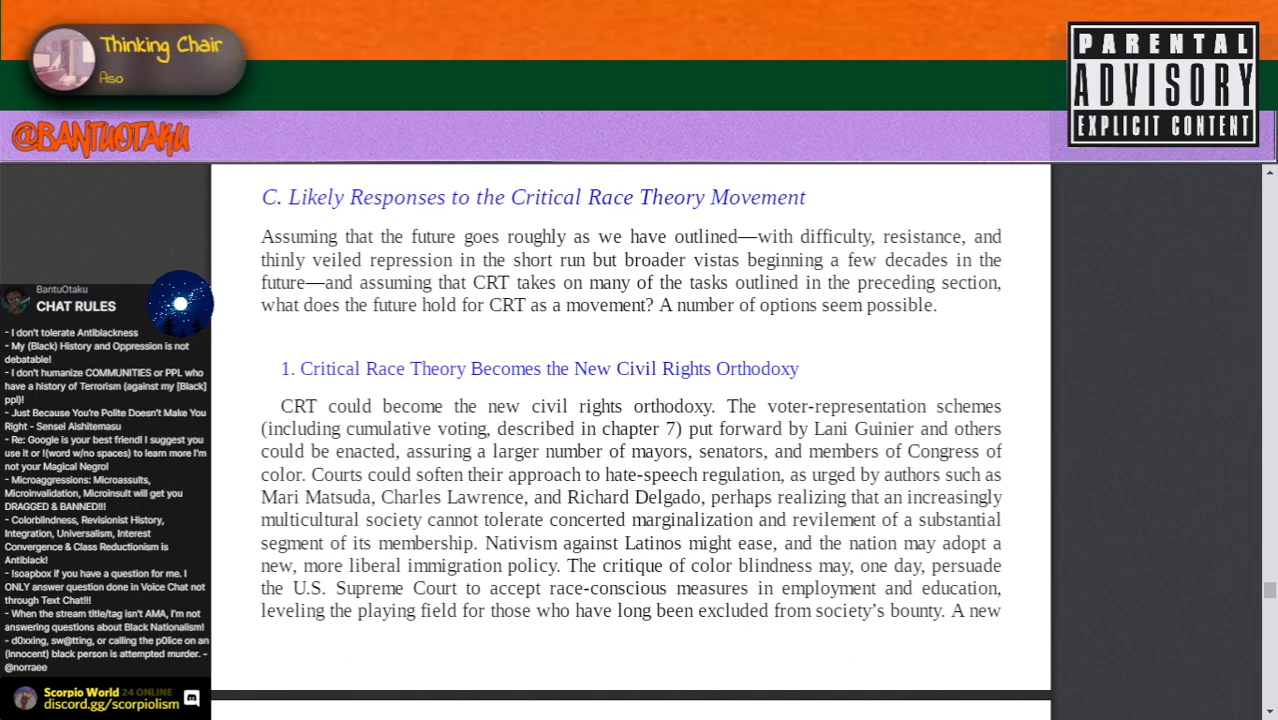 Thinking Chair
Aso
PARENTAL
ADVISORY
EXPLICIT CONTENT
@BANTUOTAKU
C. Likely Responses to the Critical Race Theory Movement
Assuming that the future goes roughly as we have outlined—with difficulty, resistance, and
thinly veiled repression in the short run but broader vistas beginning a few decades in the
future—and assuming that CRT takes on many of the tasks outlined in the preceding section,
what does the future hold for CRT as a movement? A number of options seem possible.
1. Critical Race Theory Becomes the New Civil Rights Orthodoxy
CRT could become the new civil rights orthodoxy. The voter-representation schemes
(including cumulative voting, described in chapter 7) put forward by Lani Guinier and others
could be enacted, assuring a larger number of mayors, senators, and members of Congress of
color. Courts could soften their approach to hate-speech regulation, as urged by authors such as
Mari Matsuda, Charles Lawrence, and Richard Delgado, perhaps realizing that an increasingly
multicultural society cannot tolerate concerted marginalization and revilement of a substantial
segment of its membership. Nativism against Latinos might ease, and the nation may adopt a
new, more liberal immigration policy. The critique of color blindness may, one day, persuade
the U.S. Supreme Court to accept race-conscious measures in employment and education,
leveling the playing field for those who have long been excluded from society's bounty. A new
BantuOtaku
CHAT RULES
- I don't tolerate Antiblackness
- My (Black) History and Oppression is not
debatable!
- I don't humanize COMMUNITIES or PPL who
have a history of Terrorism (against my [Black]
ppl)!
- Just Because You're Polite Doesn't Make You
Right - Sensei Aishitemasu
- Re: Google is your best friend! I suggest you
use it or !(word w/no spaces) to learn more I'm
not your Magical Negro!
- Microaggressions: Microassults,
Microinvalidation, Microinsult will get you
DRAGGED & BANNED!!!
- Colorblindness, Revisionist History,
Integration, Universalism, Interest
Convergence & Class Reductionism is
Antiblack!
- !soapbox if you have a question for me. I
ONLY answer question done in Voice Chat not
through Text Chat!!!
- When the stream title/tag isn't AMA, I'm not
answering questions about Black Nationalism!
- d0xxing, sw@tting, or calling the p0lice on an
(innocent) black person is attempted murder. -
@norraee
Scorpio World 24 ONLINE
discord.gg/scorpiolism